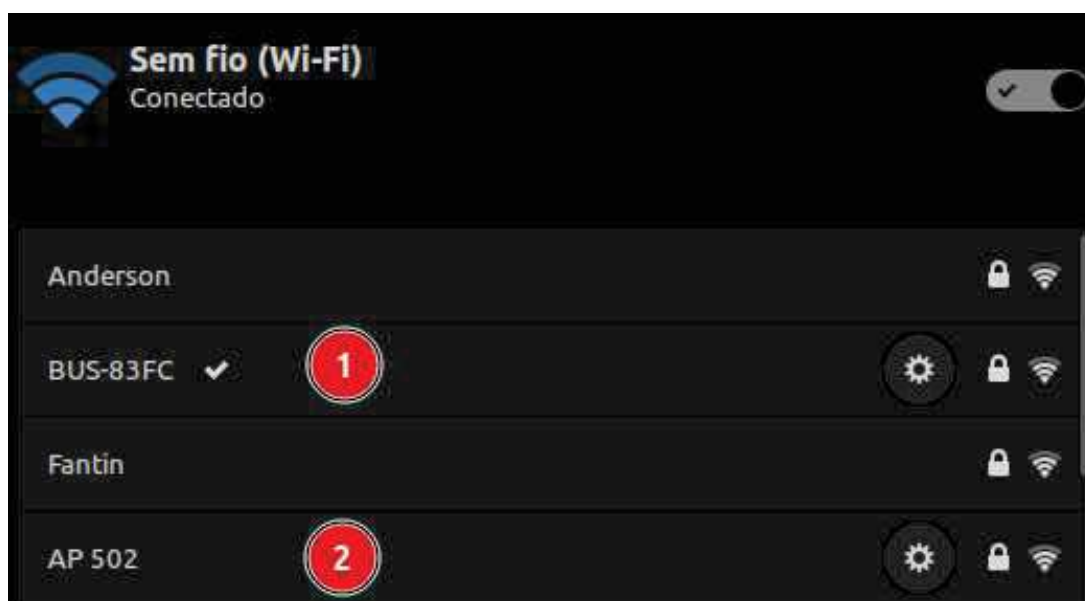 Sem fio (Wi-Fi)
Conectado
Anderson
BUS-83FC
1
Fantin
AP 502
2